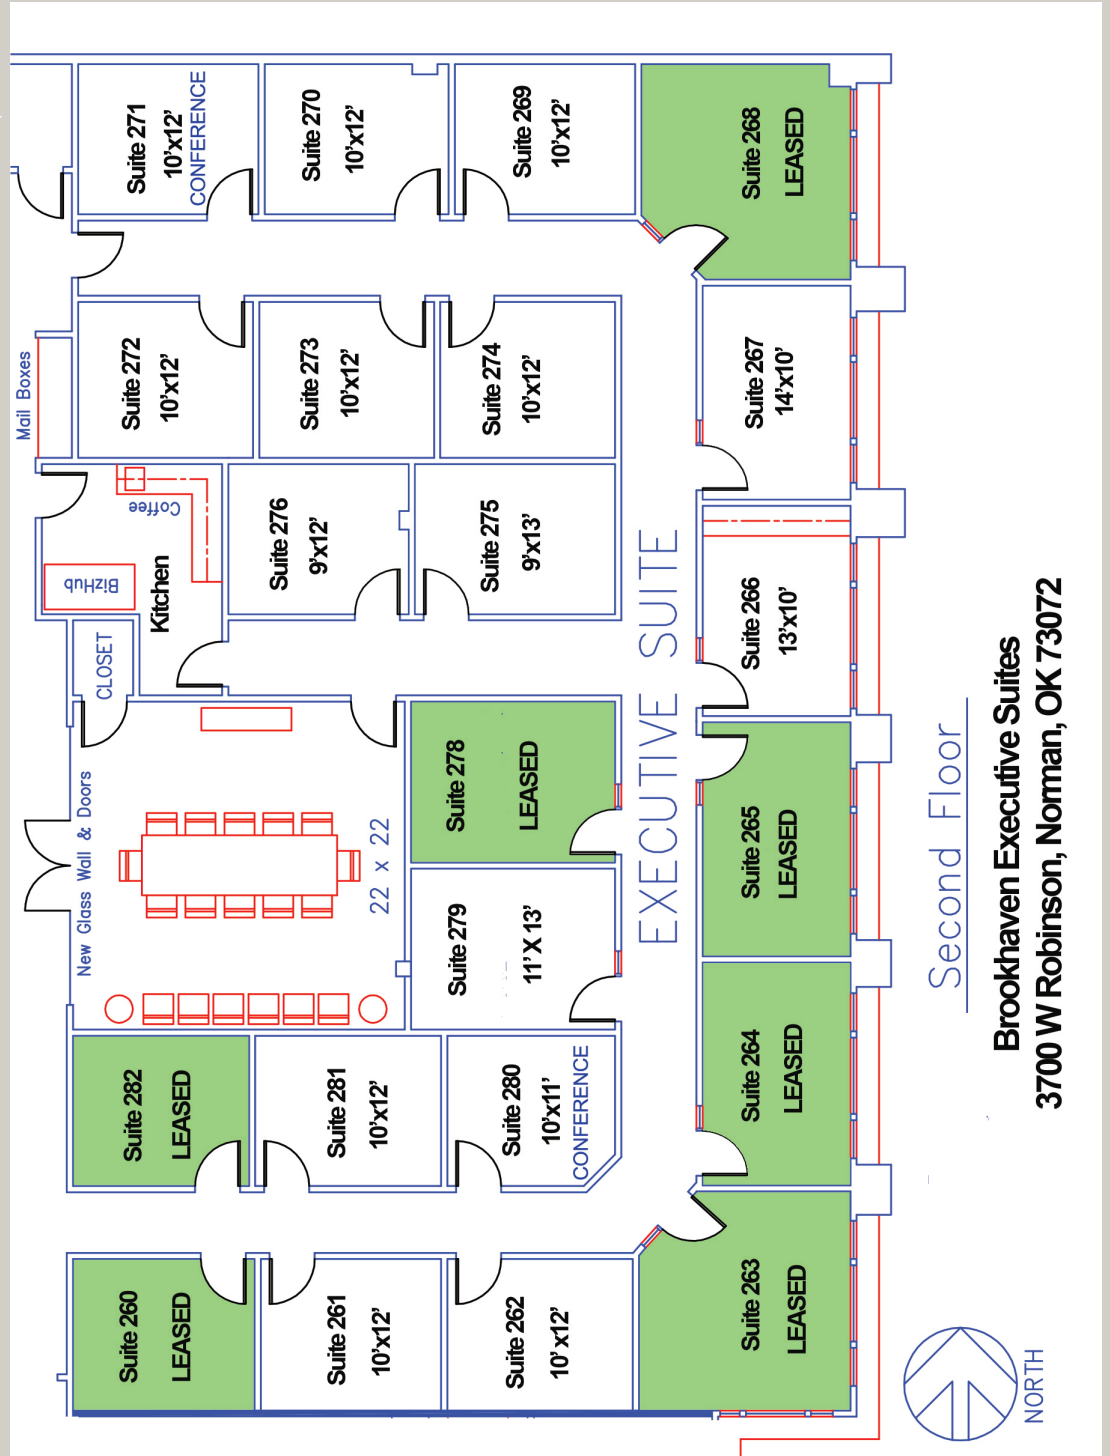 Suite 271
10'x12'
CONFERENCE
Suite 270
10'x12'
Suite 269
10'x12'
Suite 268
LEASED
Mail Boxes
Suite 272
10'x12'
Suite 273
10'x12'
Suite 274
10'x12'
Suite 267
14'x10'
Coffee
BizHub
Kitchen
CLOSET
Suite 276
9'x12'
Suite 275
9'x13'
Suite 266
13'x10'
New Glass Wall & Doors
22 x 22
Suite 278
LEASED
Suite 279
11' X 13'
EXECUTIVE SUITE
Suite 265
LEASED
Suite 282
LEASED
Suite 281
10'x12'
Suite 280
10'x11'
CONFERENCE
Suite 264
LEASED
Suite 260
LEASED
Suite 261
10'x12'
Suite 262
10' x12'
Suite 263
LEASED
Second Floor
Brookhaven Executive Suites
3700 W Robinson, Norman, OK 73072
NORTH